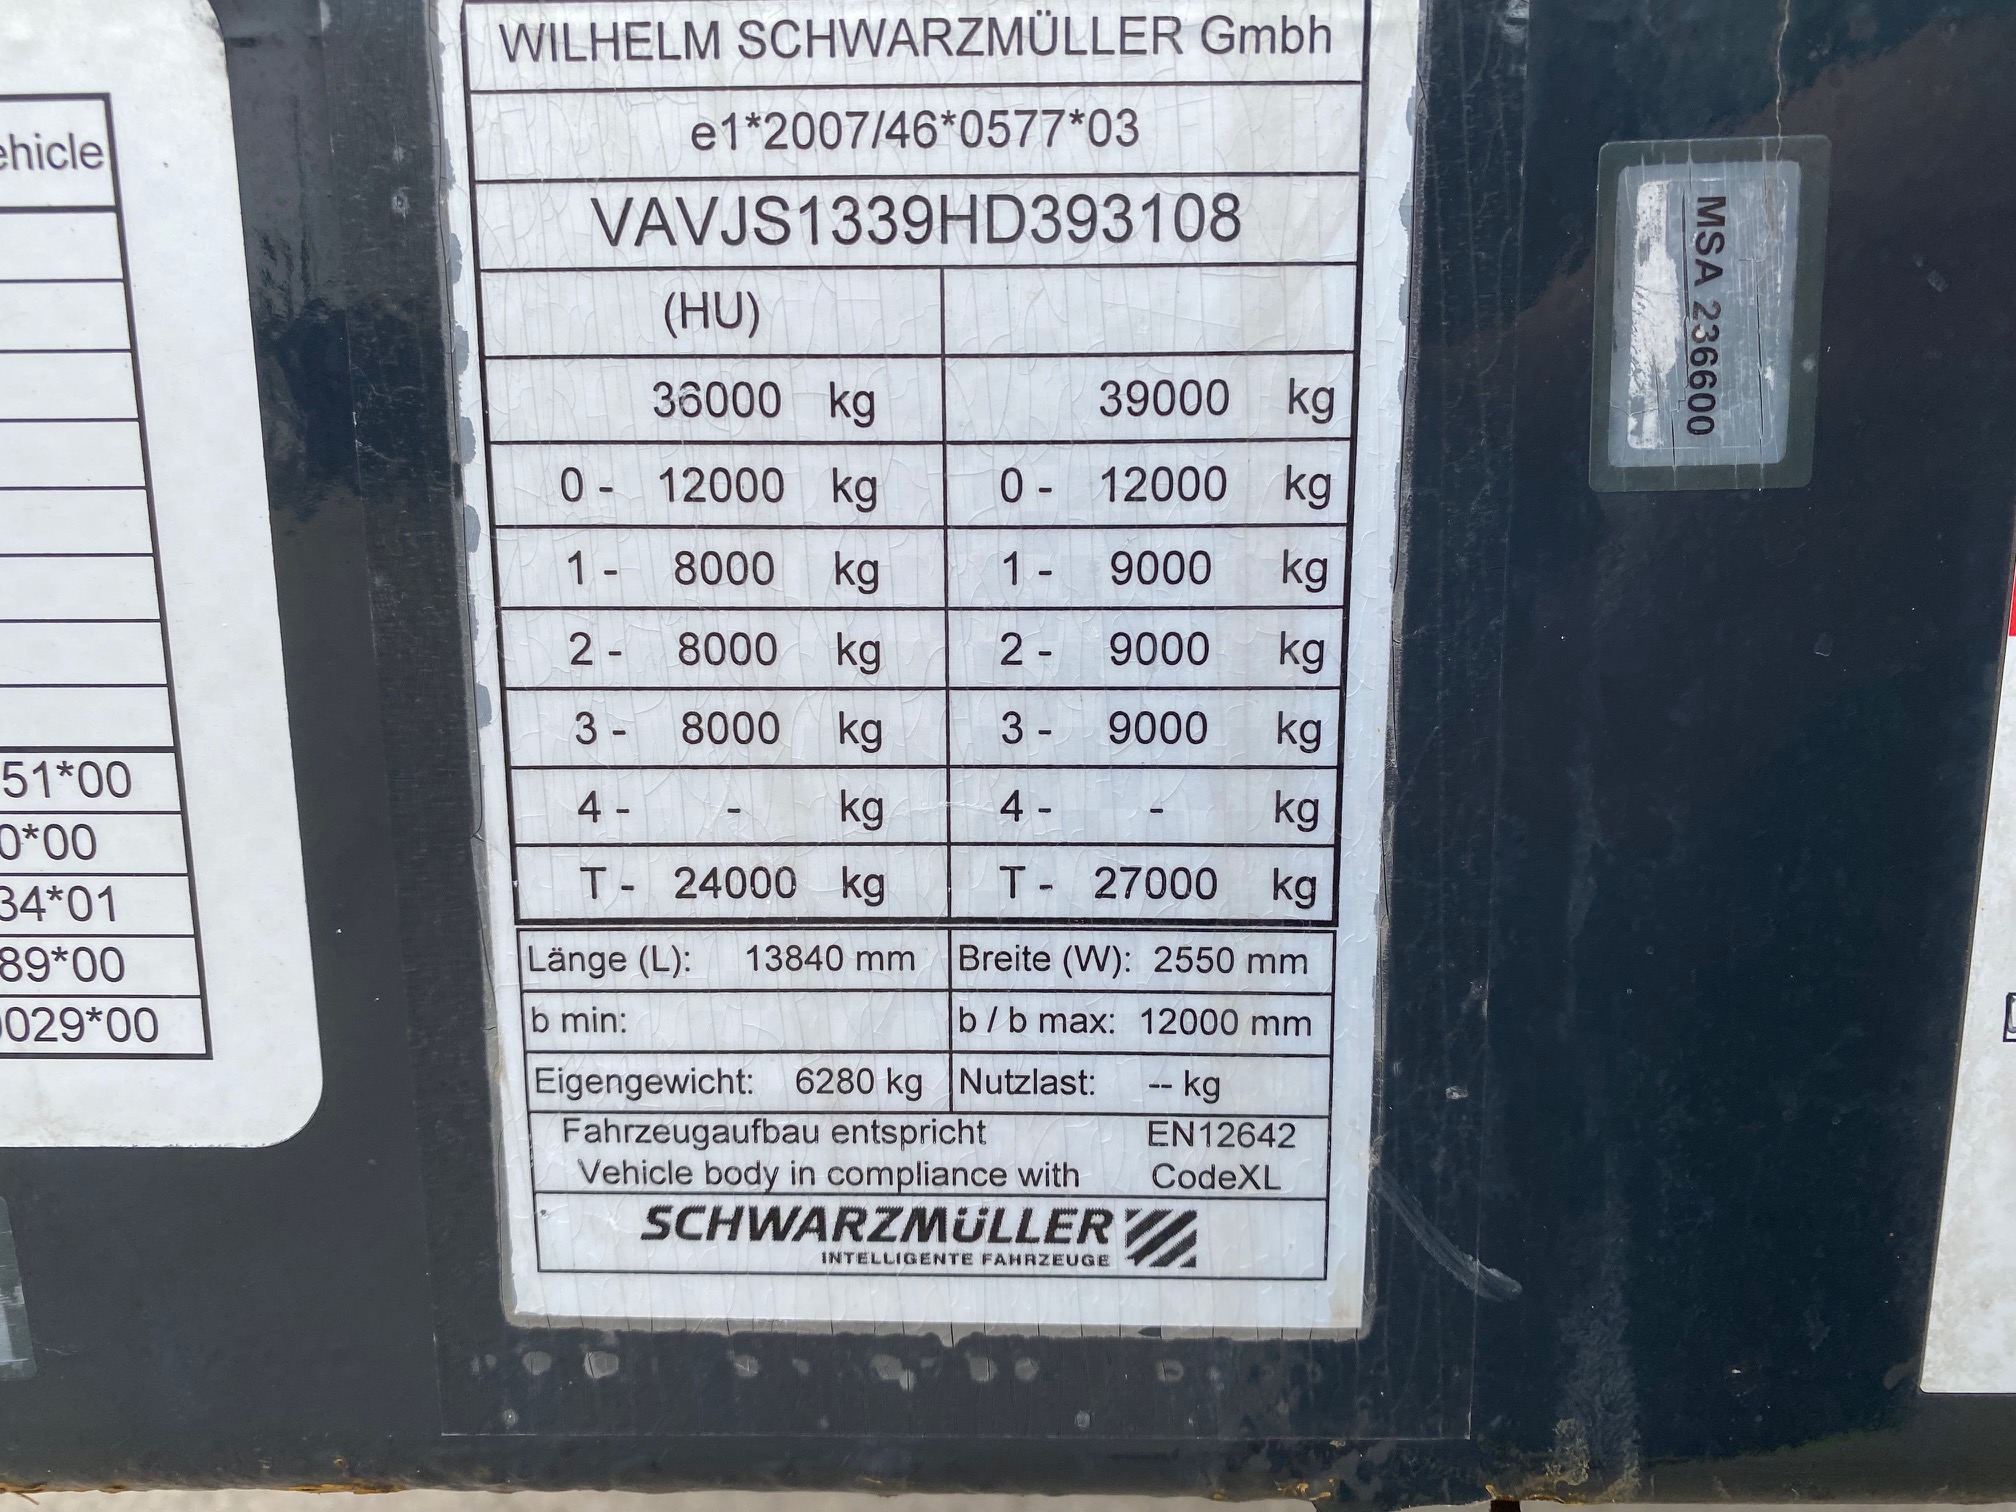 ehicle
51*00
0*00
34*01
89*00
0029*00
WILHELM SCHWARZMÜLLER Gmbh
e1*2007/46*0577*03
VAVJS1339HD393108
(HU)
36000 kg 39000 kg
0 - 12000 kg 0 - 12000 kg
1 - 8000 kg 1 - 9000 kg
2 - 8000 kg 2 - 9000 kg
3 - 8000 kg 3 - 9000 kg
4 - - kg 4 - - kg
T - 24000 kg T - 27000 kg
Länge (L): 13840 mm Breite (W): 2550 mm
b min: b / b max: 12000 mm
Eigengewicht: 6280 kg Nutzlast: -- kg
Fahrzeugaufbau entspricht EN12642
Vehicle body in compliance with CodeXL
SCHWARZMÜLLER
INTELLIGENTE FAHRZEUGE
MSA 236600